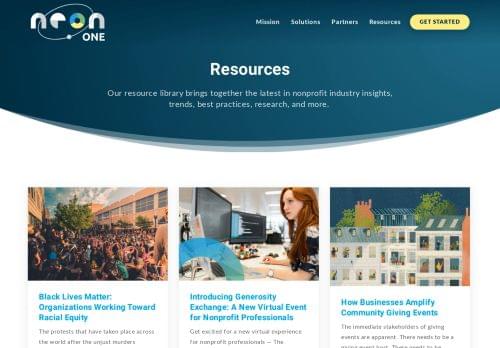 neon
ONE
Mission Solutions Partners Resources GET STARTED
Resources
Our resource library brings together the latest in nonprofit industry insights,
trends, best practices, research, and more.
Black Lives Matter:
Organizations Working Toward
Racial Equity
The protests that have taken place across
the world after the unjust murders
Introducing Generosity
Exchange: A New Virtual Event
for Nonprofit Professionals
Get excited for a new virtual experience
for nonprofit professionals — The
How Businesses Amplify
Community Giving Events
The immediate stakeholders of giving
events are apparent. There needs to be a